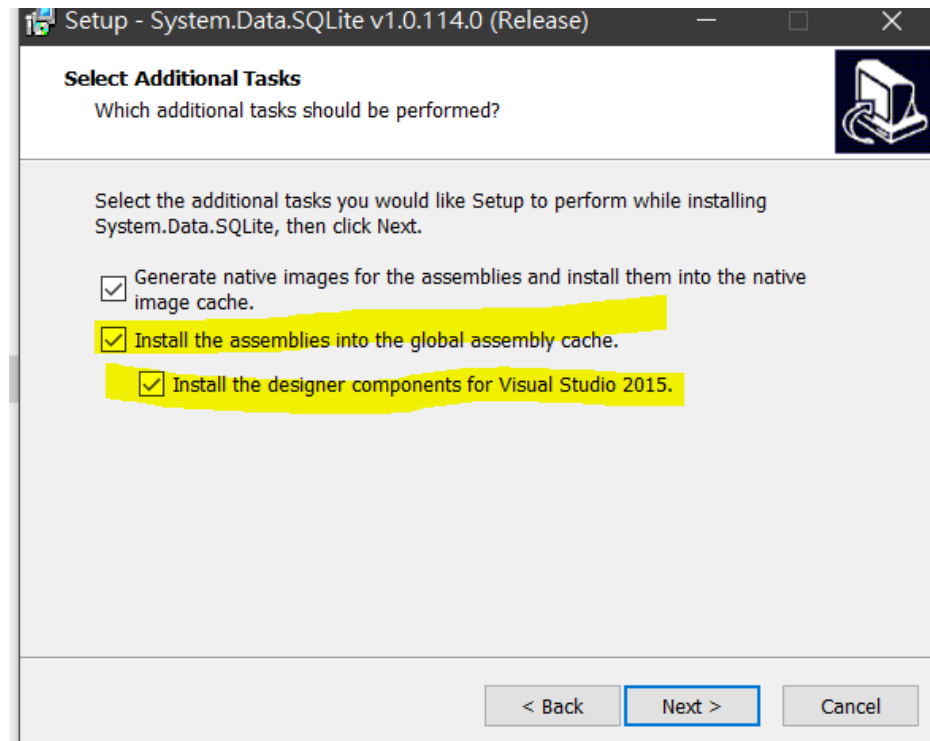 Setup - System.Data.SQLite v1.0.114.0 (Release)
Select Additional Tasks
Which additional tasks should be performed?
Select the additional tasks you would like Setup to perform while installing
System.Data.SQLite, then click Next.
Generate native images for the assemblies and install them into the native
image cache.
Install the assemblies into the global assembly cache.
Install the designer components for Visual Studio 2015.
< Back
Next >
Cancel